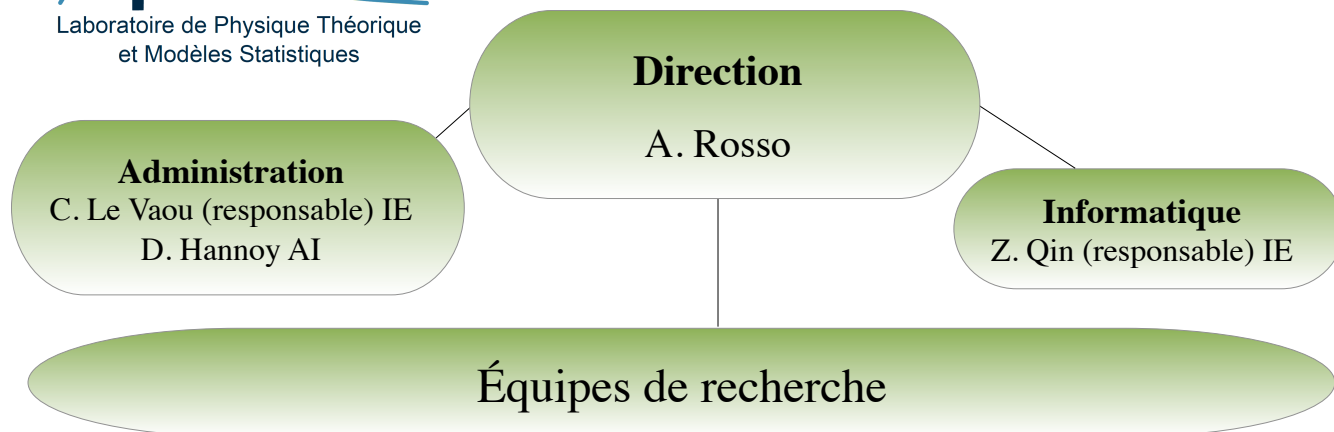 Laboratoire de Physique Théorique
et Modèles Statistiques
Direction
A. Rosso
Administration
C. Le Vaou (responsable) IE
D. Hannoy AI
Informatique
Z. Qin (responsable) IE
Équipes de recherche